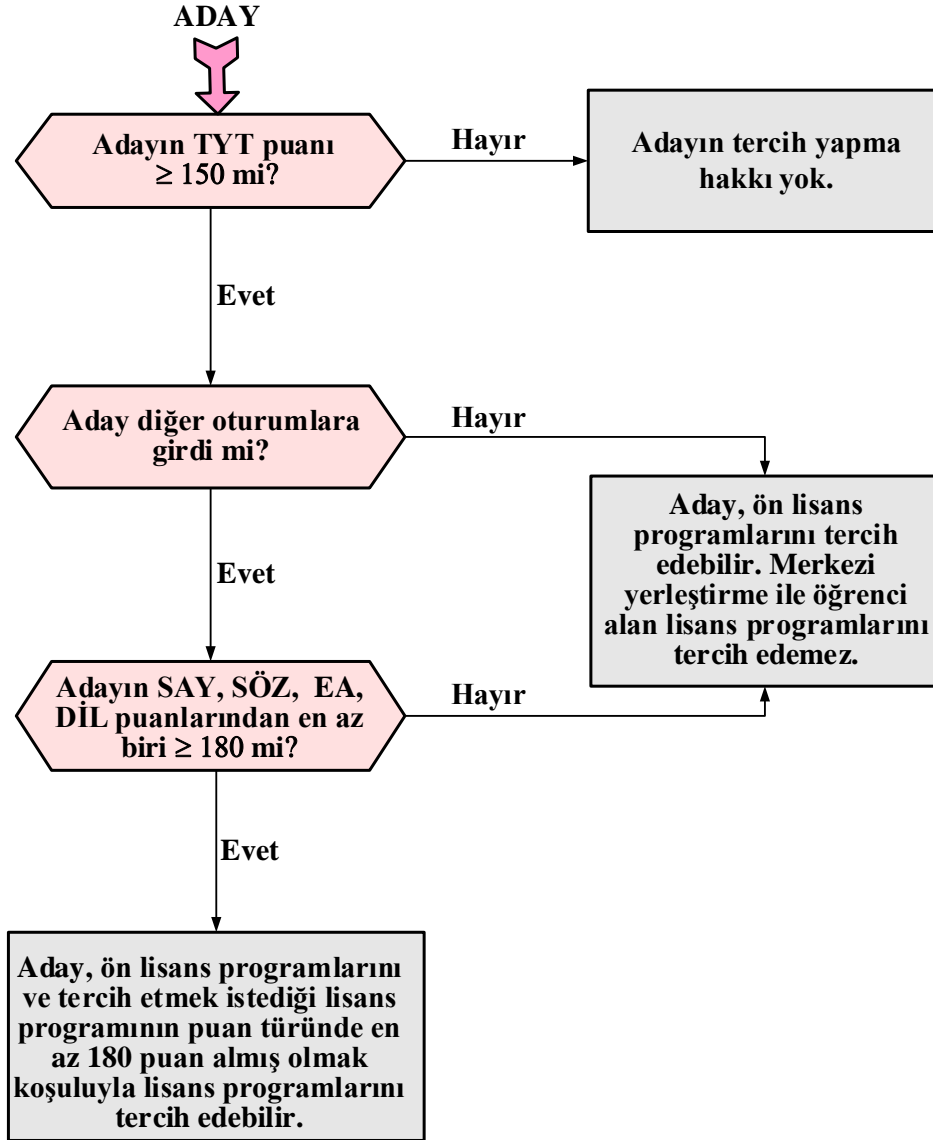 ADAY
Adayın TYT puanı
≥ 150 mi?
Hayır
Adayın tercih yapma
hakkı yok.
Evet
Aday diğer oturumlara
girdi mi?
Hayır
Aday, ön lisans
programlarını tercih
edebilir. Merkezi
yerleştirme ile öğrenci
alan lisans programlarını
tercih edemez.
Evet
Adayın SAY, SÖZ, EA,
DİL puanlarından en az
biri ≥ 180 mi?
Hayır
Evet
Aday, ön lisans programlarını
ve tercih etmek istediği lisans
programının puan türünde en
az 180 puan almış olmak
koşuluyla lisans programlarını
tercih edebilir.